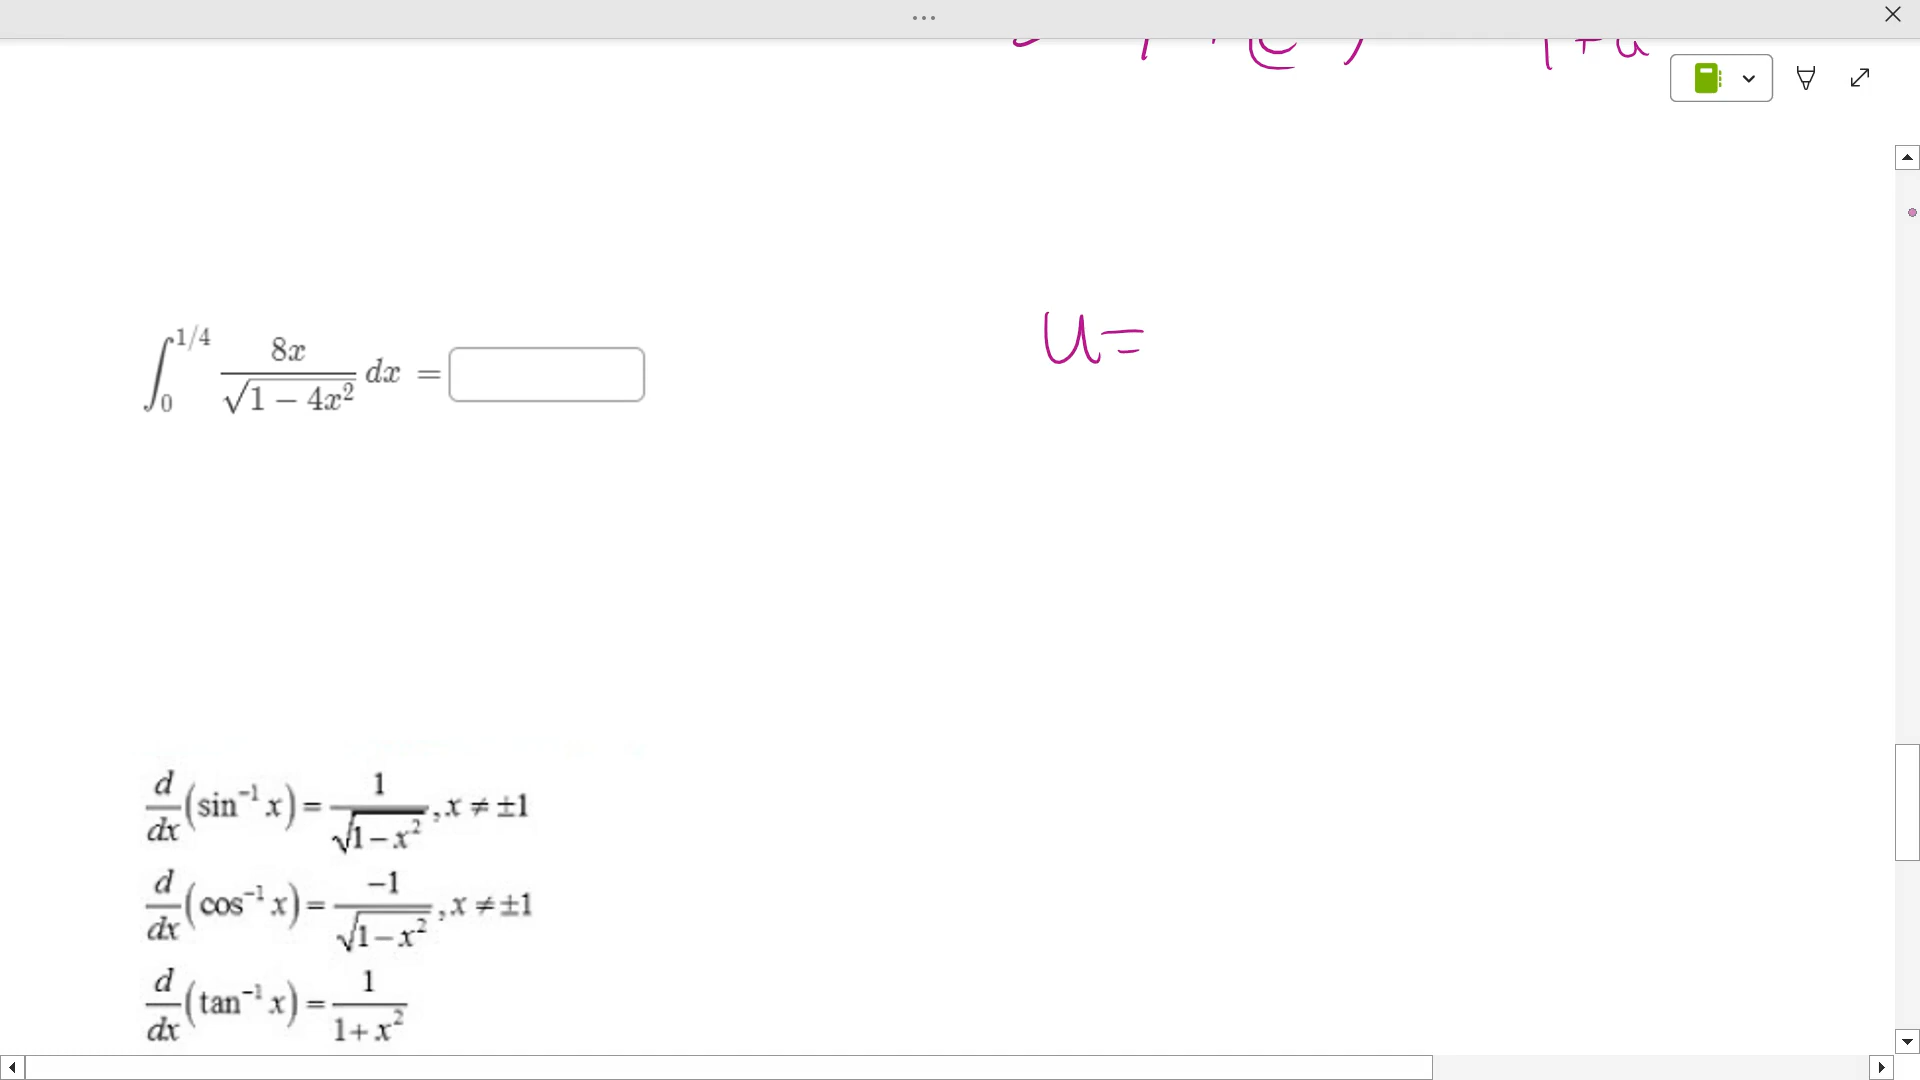 ∫₀^{1/4} 8x/√(1 − 4x²) dx =
u=
d/dx (sin⁻¹ x) = 1/√(1−x²), x ≠ ±1
d/dx (cos⁻¹ x) = −1/√(1−x²), x ≠ ±1
d/dx (tan⁻¹ x) = 1/(1+x²)